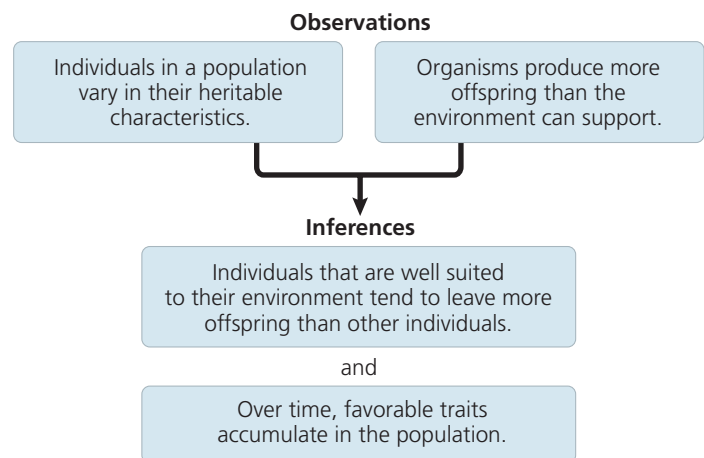 Observations
Individuals in a population
vary in their heritable
characteristics.
Organisms produce more
offspring than the
environment can support.
Inferences
Individuals that are well suited
to their environment tend to leave more
offspring than other individuals.
and
Over time, favorable traits
accumulate in the population.